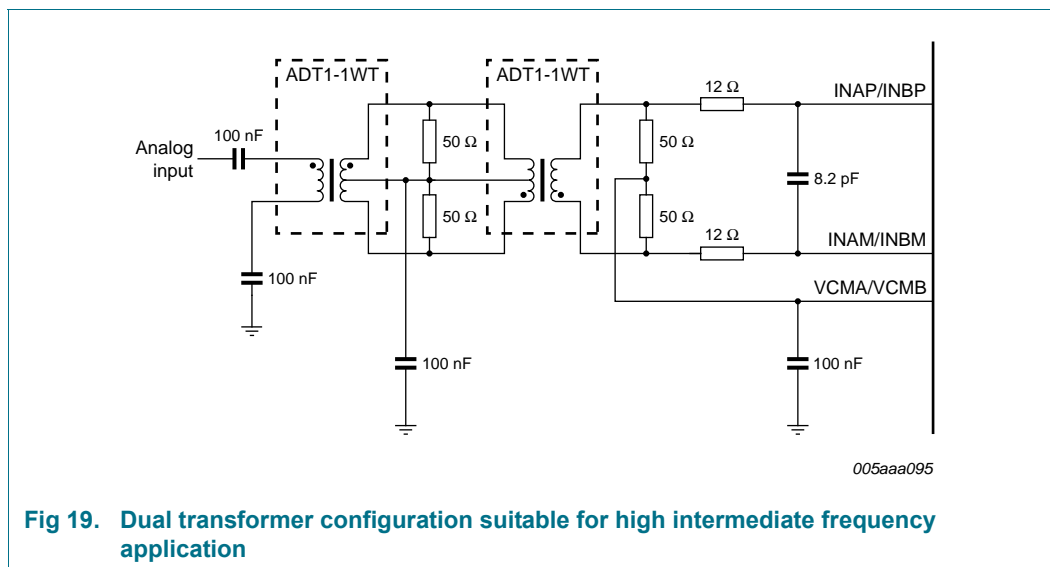 ADT1-1WT
ADT1-1WT
12 Ω
INAP/INBP
100 nF
Analog
input
50 Ω
50 Ω
8.2 pF
50 Ω
50 Ω
12 Ω
INAM/INBM
100 nF
VCMA/VCMB
100 nF
100 nF
005aaa095
Fig 19. Dual transformer configuration suitable for high intermediate frequency
application